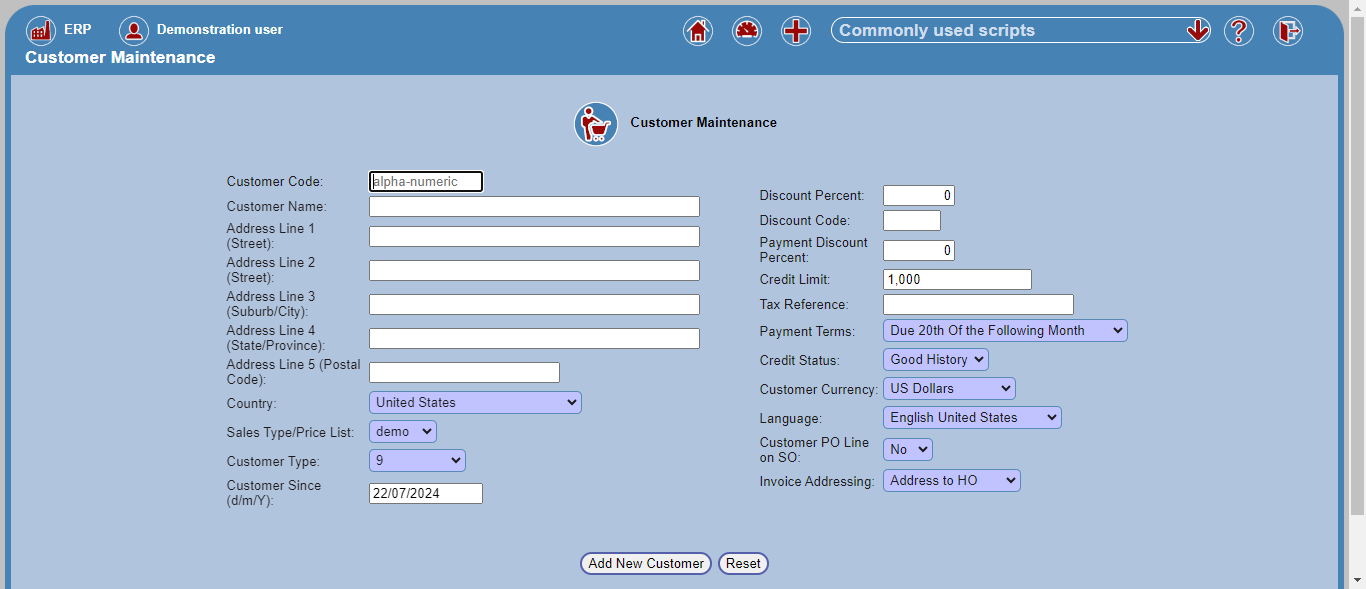 ERP
Demonstration user
Commonly used scripts
Customer Maintenance
Customer Maintenance
Customer Code:
alpha-numeric
Customer Name:
Address Line 1
(Street):
Address Line 2
(Street):
Address Line 3
(Suburb/City):
Address Line 4
(State/Province):
Address Line 5 (Postal
Code):
Country:
United States
Sales Type/Price List:
demo
Customer Type:
9
Customer Since
(d/m/Y):
22/07/2024
Discount Percent:
0
Discount Code:
Payment Discount
Percent:
0
Credit Limit:
1,000
Tax Reference:
Payment Terms:
Due 20th Of the Following Month
Credit Status:
Good History
Customer Currency:
US Dollars
Language:
English United States
Customer PO Line
on SO:
No
Invoice Addressing:
Address to HO
Add New Customer
Reset